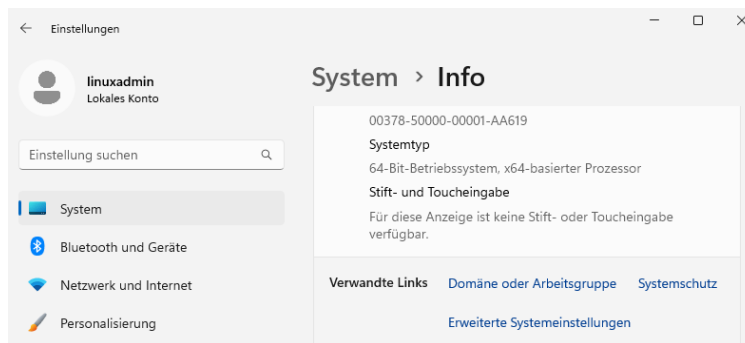 Einstellungen
linuxadmin
Lokales Konto
Einstellung suchen
System
Bluetooth und Geräte
Netzwerk und Internet
Personalisierung
System > Info
00378-50000-00001-AA619
Systemtyp
64-Bit-Betriebssystem, x64-basierter Prozessor
Stift- und Toucheingabe
Für diese Anzeige ist keine Stift- oder Toucheingabe
verfügbar.
Verwandte Links Domäne oder Arbeitsgruppe Systemschutz
Erweiterte Systemeinstellungen